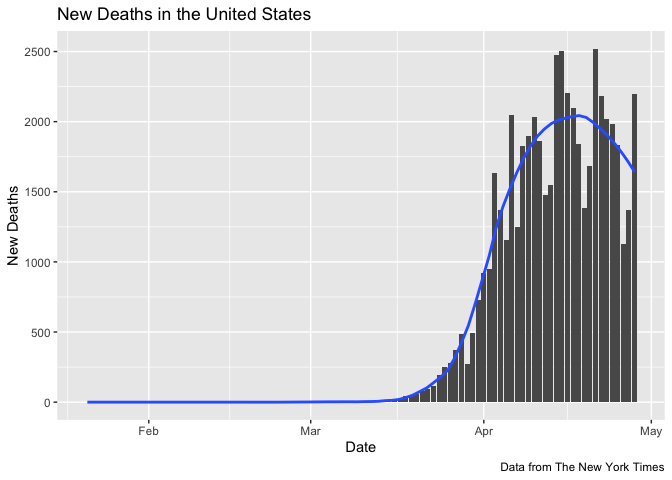 New Deaths in the United States
New Deaths
2500
2000
1500
1000
500
0
Feb
Mar
Apr
May
Date
Data from The New York Times